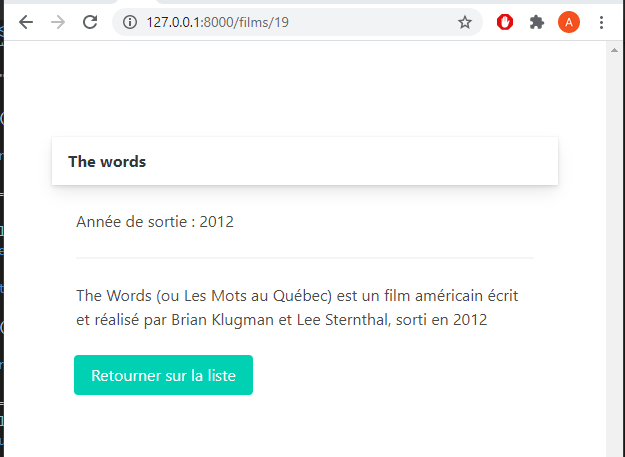 127.0.0.1:8000/films/19
A
The words
Année de sortie : 2012
The Words (ou Les Mots au Québec) est un film américain écrit
et réalisé par Brian Klugman et Lee Sternthal, sorti en 2012
Retourner sur la liste